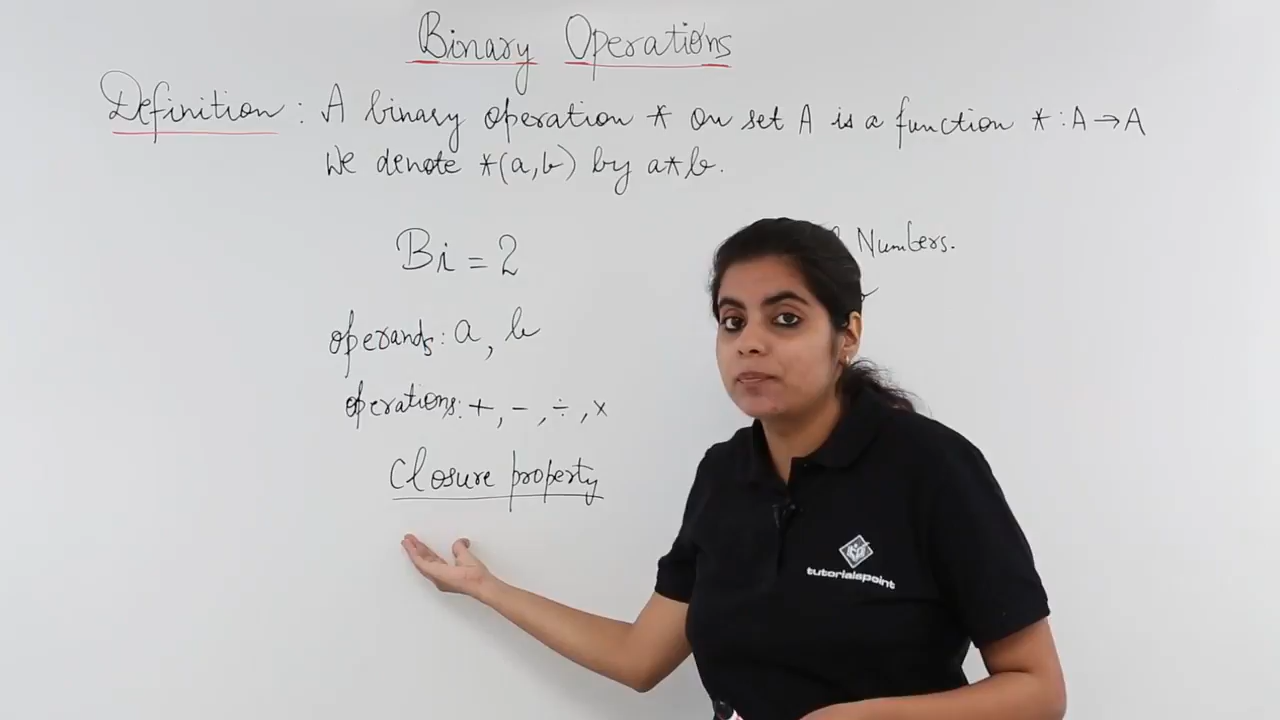 Binary Operations
Definition : A binary operation * on set A is a function * : A → A
We denote *(a, b) by a*b.
Bi = 2
Numbers.
operands : a, b
operations : +, -, ÷, ×
Closure property
tutorialspoint